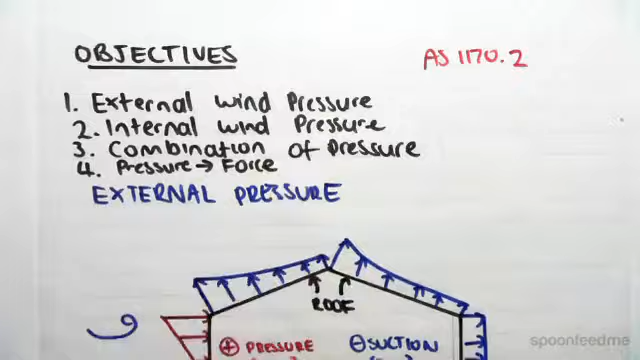 OBJECTIVES
AS 1170.2
1. External wind Pressure
2. Internal wind Pressure
3. Combination of Pressure
4. Pressure → Force
EXTERNAL PRESSURE
ROOF
⊕ PRESSURE
⊖ SUCTION
spoonfeedme